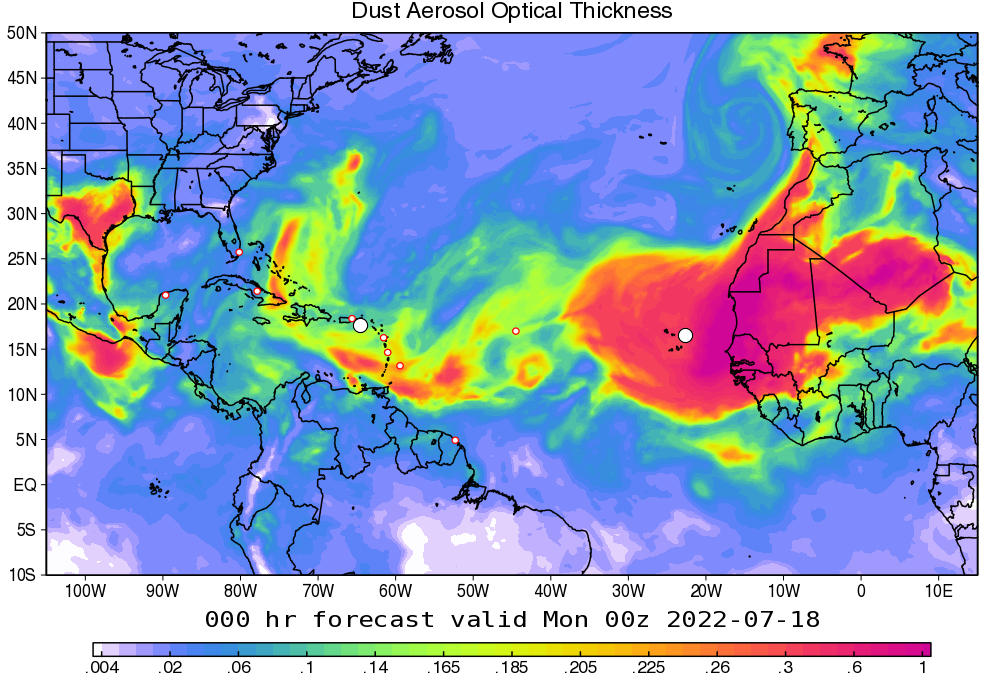 Dust Aerosol Optical Thickness
50N
45N
40N
35N
30N
25N
20N
15N
10N
5N
EQ
5S
10S
100W 90W 80W 70W 60W 50W 40W 30W 20W 10W 0 10E
000 hr forecast valid Mon 00z 2022-07-18
.004 .02 .06 .1 .14 .165 .185 .205 .225 .26 .3 .6 1